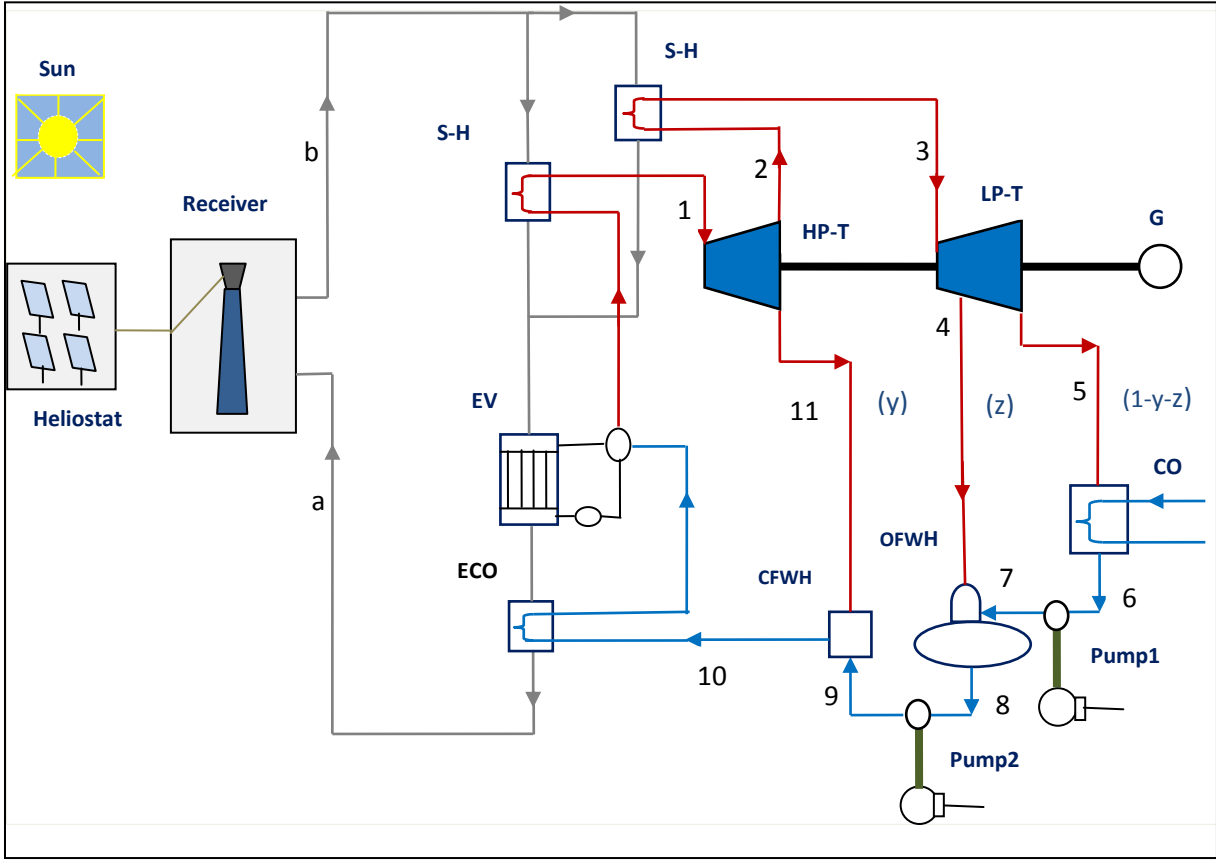 S-H
Sun
S-H
b
2
3
Receiver
1
LP-T
HP-T
G
4
5
11
(y)
(z)
(1-y-z)
Heliostat
EV
CO
a
OFWH
ECO
CFWH
7
6
Pump1
10
9
8
Pump2